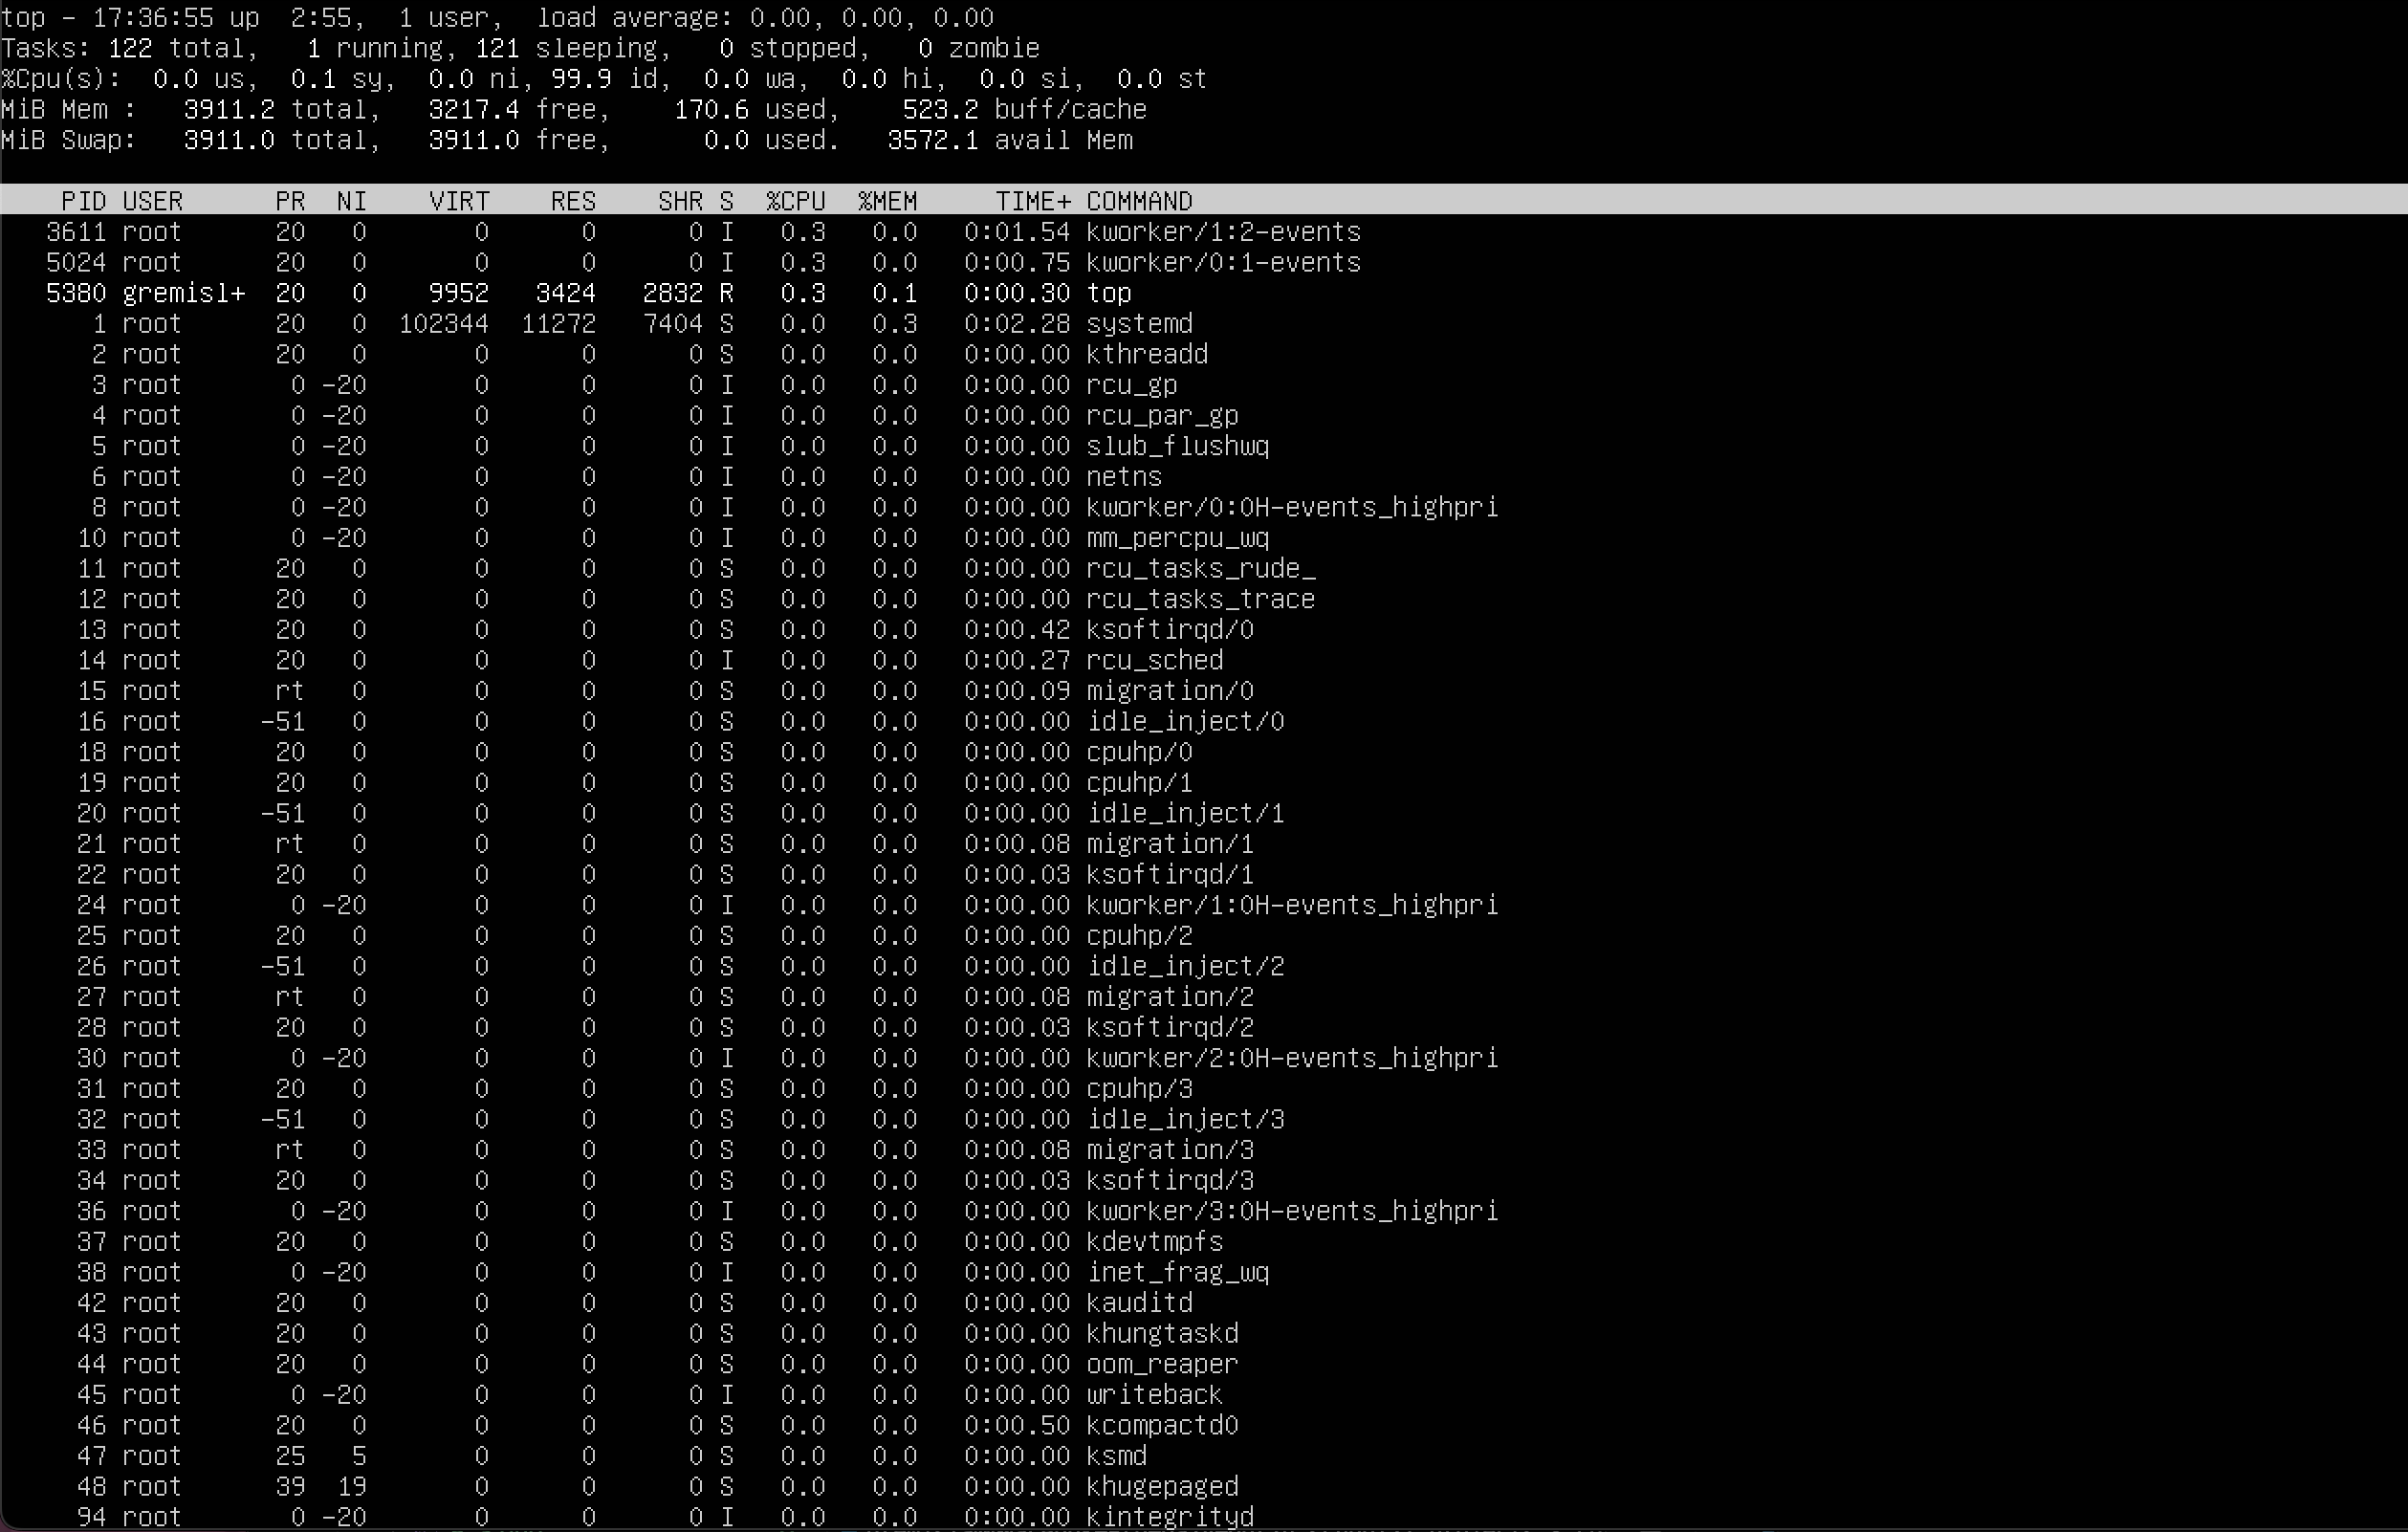 top - 17:36:55 up  2:55,  1 user,  load average: 0.00, 0.00, 0.00
Tasks: 122 total,   1 running, 121 sleeping,   0 stopped,   0 zombie
%Cpu(s):  0.0 us,  0.1 sy,  0.0 ni, 99.9 id,  0.0 wa,  0.0 hi,  0.0 si,  0.0 st
MiB Mem :   3911.2 total,   3217.4 free,    170.6 used,    523.2 buff/cache
MiB Swap:   3911.0 total,   3911.0 free,      0.0 used.   3572.1 avail Mem
PID USER      PR  NI    VIRT    RES    SHR S  %CPU  %MEM     TIME+ COMMAND
3611 root      20   0       0      0      0 I   0.3   0.0   0:01.54 kworker/1:2-events
5024 root      20   0       0      0      0 I   0.3   0.0   0:00.75 kworker/0:1-events
5380 gremisl+  20   0    9952   3424   2832 R   0.3   0.1   0:00.30 top
1 root      20   0  102344  11272   7404 S   0.0   0.3   0:02.28 systemd
2 root      20   0       0      0      0 S   0.0   0.0   0:00.00 kthreadd
3 root       0 -20       0      0      0 I   0.0   0.0   0:00.00 rcu_gp
4 root       0 -20       0      0      0 I   0.0   0.0   0:00.00 rcu_par_gp
5 root       0 -20       0      0      0 I   0.0   0.0   0:00.00 slub_flushwq
6 root       0 -20       0      0      0 I   0.0   0.0   0:00.00 netns
8 root       0 -20       0      0      0 I   0.0   0.0   0:00.00 kworker/0:0H-events_highpri
10 root       0 -20       0      0      0 I   0.0   0.0   0:00.00 mm_percpu_wq
11 root      20   0       0      0      0 S   0.0   0.0   0:00.00 rcu_tasks_rude_
12 root      20   0       0      0      0 S   0.0   0.0   0:00.00 rcu_tasks_trace
13 root      20   0       0      0      0 S   0.0   0.0   0:00.42 ksoftirqd/0
14 root      20   0       0      0      0 I   0.0   0.0   0:00.27 rcu_sched
15 root      rt   0       0      0      0 S   0.0   0.0   0:00.09 migration/0
16 root     -51   0       0      0      0 S   0.0   0.0   0:00.00 idle_inject/0
18 root      20   0       0      0      0 S   0.0   0.0   0:00.00 cpuhp/0
19 root      20   0       0      0      0 S   0.0   0.0   0:00.00 cpuhp/1
20 root     -51   0       0      0      0 S   0.0   0.0   0:00.00 idle_inject/1
21 root      rt   0       0      0      0 S   0.0   0.0   0:00.08 migration/1
22 root      20   0       0      0      0 S   0.0   0.0   0:00.03 ksoftirqd/1
24 root       0 -20       0      0      0 I   0.0   0.0   0:00.00 kworker/1:0H-events_highpri
25 root      20   0       0      0      0 S   0.0   0.0   0:00.00 cpuhp/2
26 root     -51   0       0      0      0 S   0.0   0.0   0:00.00 idle_inject/2
27 root      rt   0       0      0      0 S   0.0   0.0   0:00.08 migration/2
28 root      20   0       0      0      0 S   0.0   0.0   0:00.03 ksoftirqd/2
30 root       0 -20       0      0      0 I   0.0   0.0   0:00.00 kworker/2:0H-events_highpri
31 root      20   0       0      0      0 S   0.0   0.0   0:00.00 cpuhp/3
32 root     -51   0       0      0      0 S   0.0   0.0   0:00.00 idle_inject/3
33 root      rt   0       0      0      0 S   0.0   0.0   0:00.08 migration/3
34 root      20   0       0      0      0 S   0.0   0.0   0:00.03 ksoftirqd/3
36 root       0 -20       0      0      0 I   0.0   0.0   0:00.00 kworker/3:0H-events_highpri
37 root      20   0       0      0      0 S   0.0   0.0   0:00.00 kdevtmpfs
38 root       0 -20       0      0      0 I   0.0   0.0   0:00.00 inet_frag_wq
42 root      20   0       0      0      0 S   0.0   0.0   0:00.00 kauditd
43 root      20   0       0      0      0 S   0.0   0.0   0:00.00 khungtaskd
44 root      20   0       0      0      0 S   0.0   0.0   0:00.00 oom_reaper
45 root       0 -20       0      0      0 I   0.0   0.0   0:00.00 writeback
46 root      20   0       0      0      0 S   0.0   0.0   0:00.50 kcompactd0
47 root      25   5       0      0      0 S   0.0   0.0   0:00.00 ksmd
48 root      39  19       0      0      0 S   0.0   0.0   0:00.00 khugepaged
94 root       0 -20       0      0      0 I   0.0   0.0   0:00.00 kintegrityd